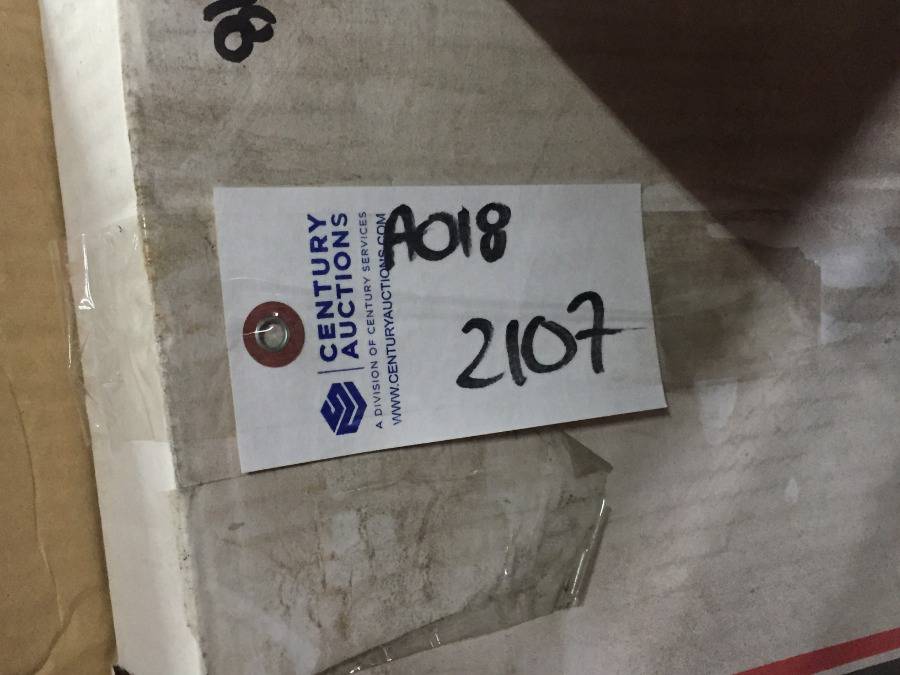 CENTURY
AUCTIONS
A DIVISION OF CENTURY SERVICES
WWW.CENTURYAUCTIONS.COM
A018
2107